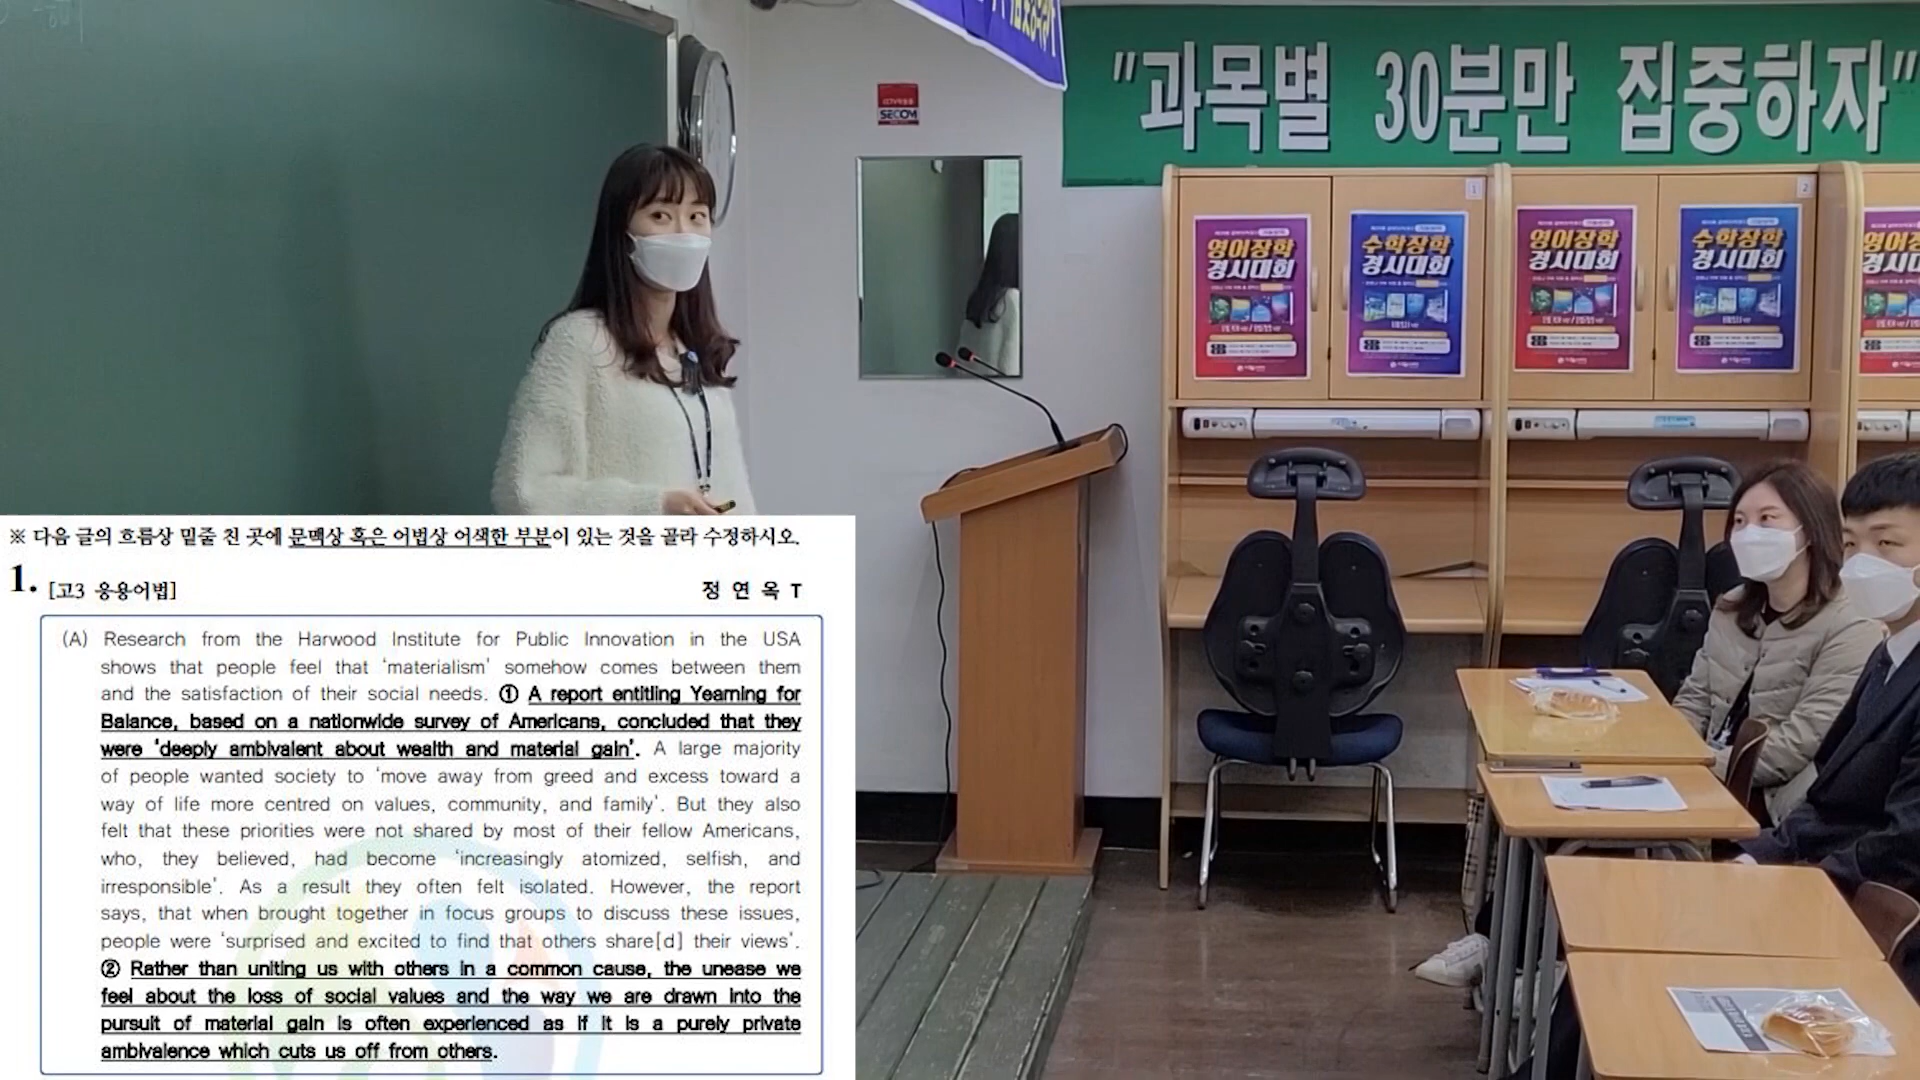 "과목별 30분만 집중하자"
SECOM
1
2
영어장학
경시대회
수학장학
경시대회
영어장학
경시대회
수학장학
경시대회
※ 다음 글의 흐름상 밑줄 친 곳에 문맥상 혹은 어법상 어색한 부분이 있는 것을 골라 수정하시오.
1. [고3 응용어법] 정 연 옥 T
(A) Research from the Harwood Institute for Public Innovation in the USA
shows that people feel that ‘materialism’ somehow comes between them
and the satisfaction of their social needs. ① A report entitling Yearning for
Balance, based on a nationwide survey of Americans, concluded that they
were ‘deeply ambivalent about wealth and material gain’. A large majority
of people wanted society to ‘move away from greed and excess toward a
way of life more centred on values, community, and family’. But they also
felt that these priorities were not shared by most of their fellow Americans,
who, they believed, had become ‘increasingly atomized, selfish, and
irresponsible’. As a result they often felt isolated. However, the report
says, that when brought together in focus groups to discuss these issues,
people were ‘surprised and excited to find that others share[d] their views’.
② Rather than uniting us with others in a common cause, the unease we
feel about the loss of social values and the way we are drawn into the
pursuit of material gain is often experienced as if it is a purely private
ambivalence which cuts us off from others.